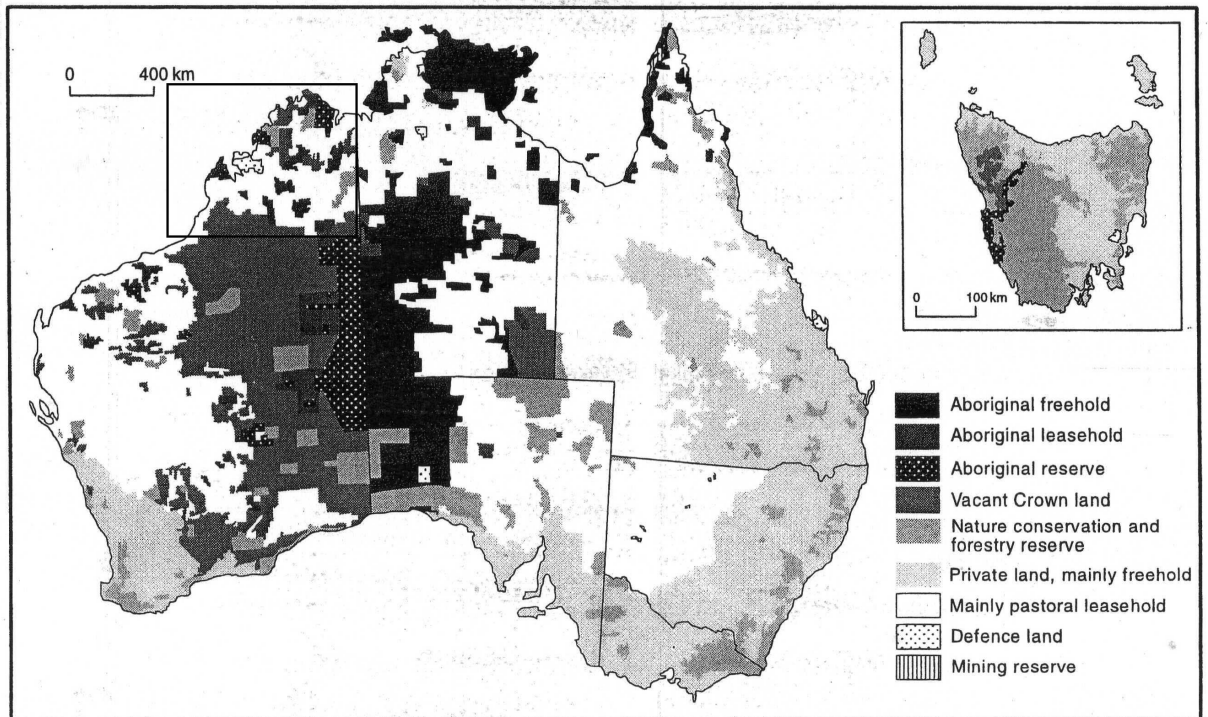 0 400 km
0 100 km
Aboriginal freehold
Aboriginal leasehold
Aboriginal reserve
Vacant Crown land
Nature conservation and
forestry reserve
Private land, mainly freehold
Mainly pastoral leasehold
Defence land
Mining reserve